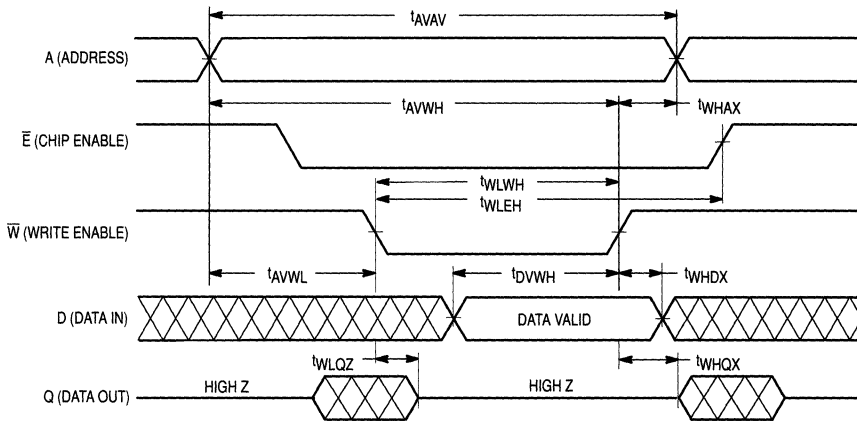 tAVAV
A (ADDRESS)
tAVWH
tWHAX
E̅ (CHIP ENABLE)
tWLWH
tWLEH
W̅ (WRITE ENABLE)
tAVWL
tDVWH
tWHDX
D (DATA IN)
DATA VALID
tWLQZ
tWHQX
Q (DATA OUT)
HIGH Z
HIGH Z